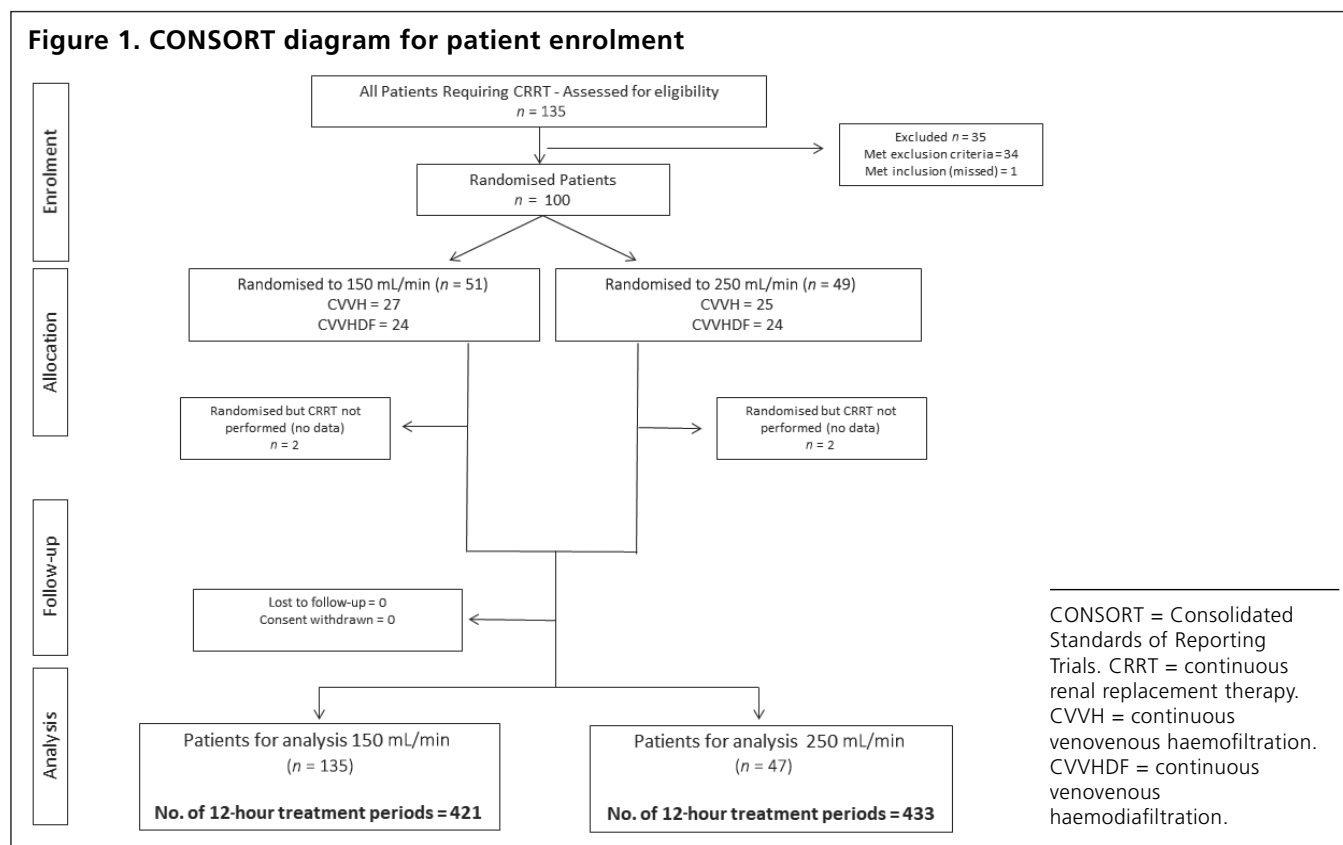 Figure 1. CONSORT diagram for patient enrolment
Enrolment
All Patients Requiring CRRT - Assessed for eligibility
n = 135
Excluded n = 35
Met exclusion criteria = 34
Met inclusion (missed) = 1
Randomised Patients
n = 100
Allocation
Randomised to 150 mL/min (n = 51)
CVVH = 27
CVVHDF = 24
Randomised to 250 mL/min (n = 49)
CVVH = 25
CVVHDF = 24
Randomised but CRRT not
performed (no data)
n = 2
Randomised but CRRT not
performed (no data)
n = 2
Follow-up
Lost to follow-up = 0
Consent withdrawn = 0
Analysis
Patients for analysis 150 mL/min
(n = 135)
No. of 12-hour treatment periods = 421
Patients for analysis 250 mL/min
(n = 47)
No. of 12-hour treatment periods = 433
CONSORT = Consolidated
Standards of Reporting
Trials. CRRT = continuous
renal replacement therapy.
CVVH = continuous
venovenous haemofiltration.
CVVHDF = continuous
venovenous
haemodiafiltration.